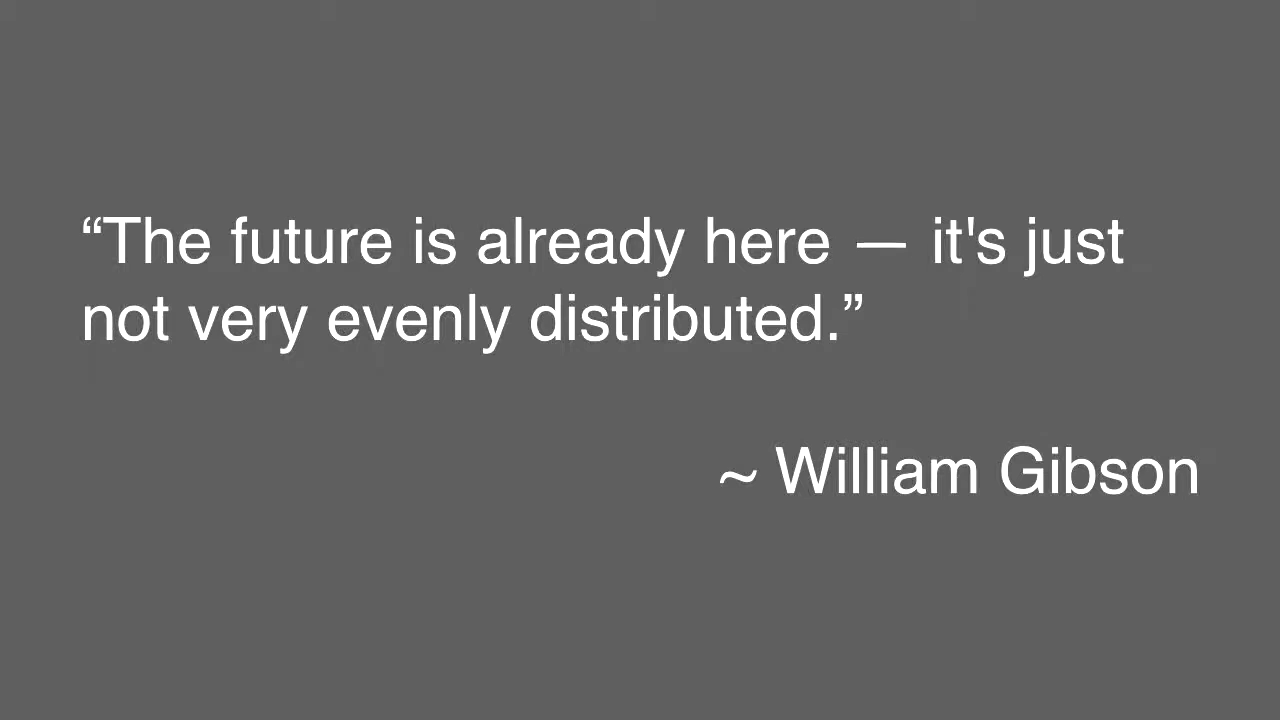 “The future is already here — it's just
not very evenly distributed.”
~ William Gibson